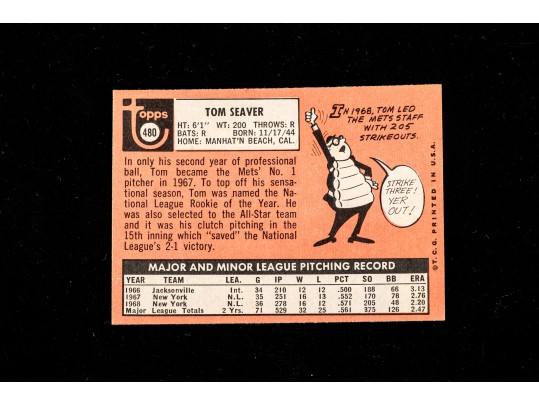 topps
480
TOM SEAVER
HT: 6'1" WT: 200 THROWS: R
BATS: R BORN: 11/17/44
HOME: MANHAT'N BEACH, CAL.
In only his second year of professional
ball, Tom became the Mets' No. 1
pitcher in 1967. To top off his sensa-
tional season, Tom was named the Na-
tional League Rookie of the Year. He
was also selected to the All-Star team
and it was his clutch pitching in the
15th inning which "saved" the National
League's 2-1 victory.
IN 1968, TOM LED
THE METS STAFF
WITH 205
STRIKEOUTS.
STRIKE
THREE!
YER
OUT!
©T.C.G. PRINTED IN U.S.A.
MAJOR AND MINOR LEAGUE PITCHING RECORD
YEAR TEAM LEA. G IP W L PCT SO BB ERA
1966 Jacksonville Int. 34 210 12 12 .500 188 66 3.13
1967 New York N.L. 35 251 16 13 .552 170 78 2.76
1968 New York N.L. 36 278 16 12 .571 205 48 2.20
Major League Totals 2 Yrs. 71 529 32 25 .561 375 126 2.47